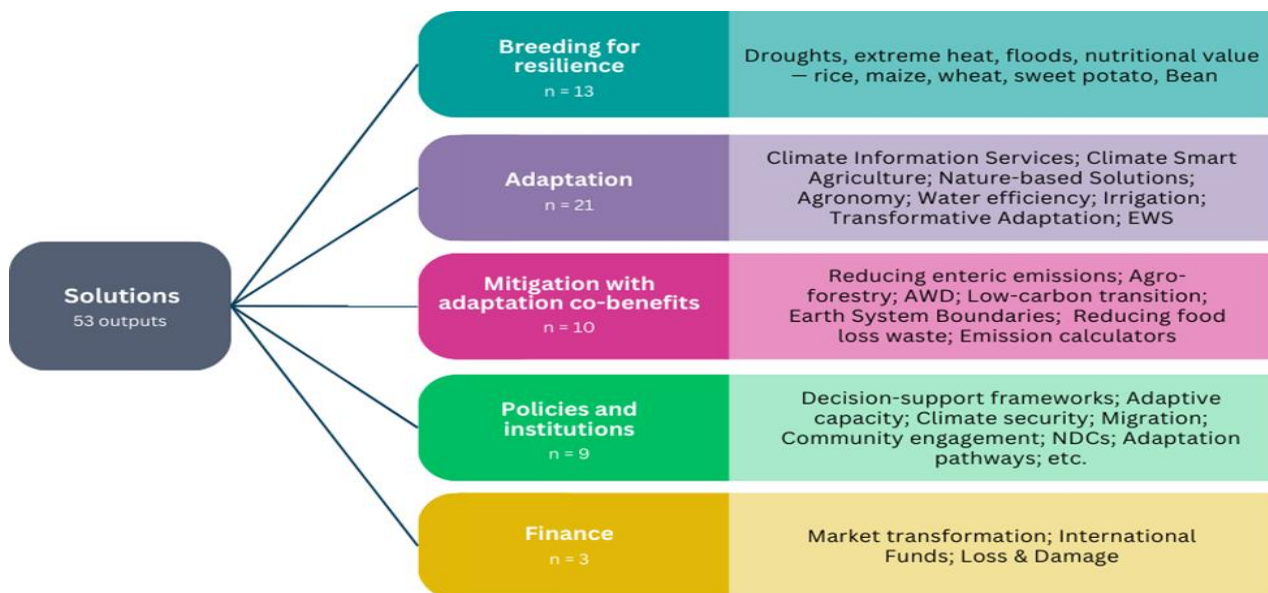 Solutions
53 outputs
Breeding for
resilience
n = 13
Droughts, extreme heat, floods, nutritional value
– rice, maize, wheat, sweet potato, Bean
Adaptation
n = 21
Climate Information Services; Climate Smart
Agriculture; Nature-based Solutions;
Agronomy; Water efficiency; Irrigation;
Transformative Adaptation; EWS
Mitigation with
adaptation co-benefits
n = 10
Reducing enteric emissions; Agro-
forestry; AWD; Low-carbon transition;
Earth System Boundaries; Reducing food
loss waste; Emission calculators
Policies and
institutions
n = 9
Decision-support frameworks; Adaptive
capacity; Climate security; Migration;
Community engagement; NDCs; Adaptation
pathways; etc.
Finance
n = 3
Market transformation; International
Funds; Loss & Damage